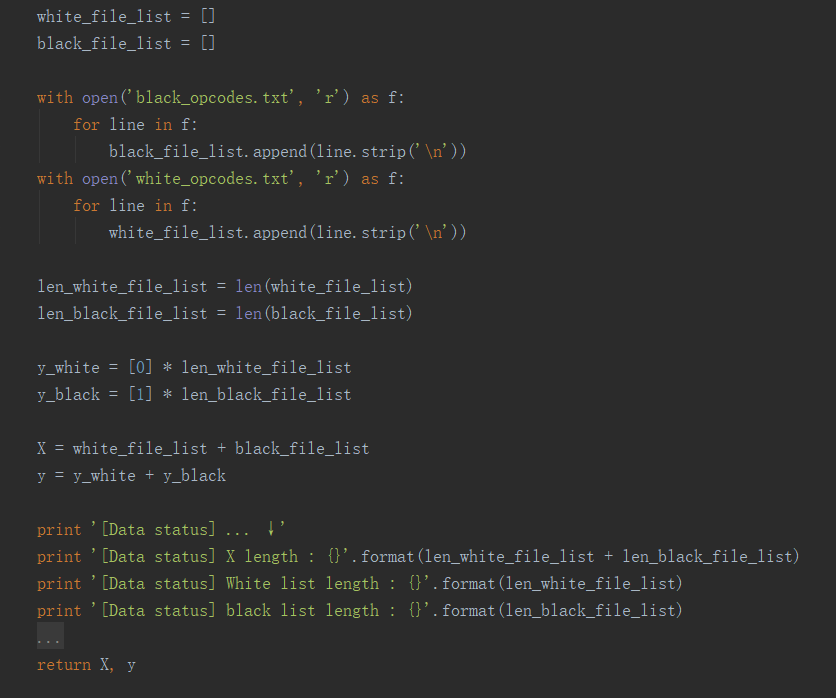 white_file_list = []
black_file_list = []
with open('black_opcodes.txt', 'r') as f:
for line in f:
black_file_list.append(line.strip('\n'))
with open('white_opcodes.txt', 'r') as f:
for line in f:
white_file_list.append(line.strip('\n'))
len_white_file_list = len(white_file_list)
len_black_file_list = len(black_file_list)
y_white = [0] * len_white_file_list
y_black = [1] * len_black_file_list
X = white_file_list + black_file_list
y = y_white + y_black
print '[Data status] ... ↓'
print '[Data status] X length : {}'.format(len_white_file_list + len_black_file_list)
print '[Data status] White list length : {}'.format(len_white_file_list)
print '[Data status] black list length : {}'.format(len_black_file_list)
...
return X, y